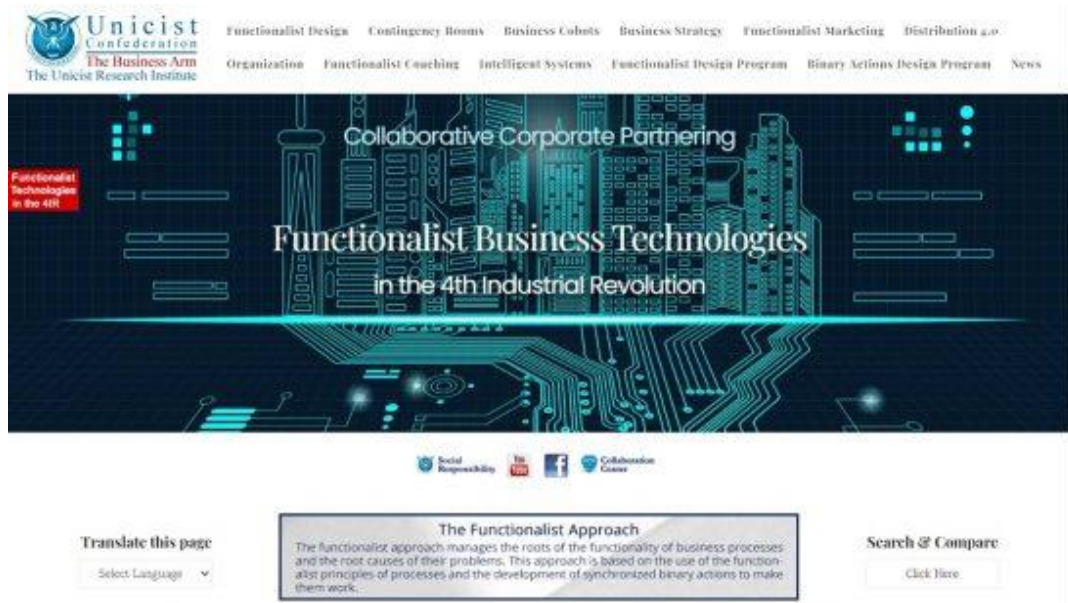 Unicist
Confederation
The Business Arm
The Unicist Research Institute
Functionalist Design Contingency Rooms Business Cobots Business Strategy Functionalist Marketing Distribution 4.0
Organization Functionalist Coaching Intelligent Systems Functionalist Design Program Binary Actions Design Program News
Collaborative Corporate Partnering
Functionalist
Technologies
in the 4IR
Functionalist Business Technologies
in the 4th Industrial Revolution
Social
Responsibility
You
Tube
Collaboration
Center
Translate this page
Select Language
The Functionalist Approach
The functionalist approach manages the roots of the functionality of business processes
and the root causes of their problems. This approach is based on the use of the function-
alist principles of processes and the development of synchronized binary actions to make
them work.
Search & Compare
Click Here